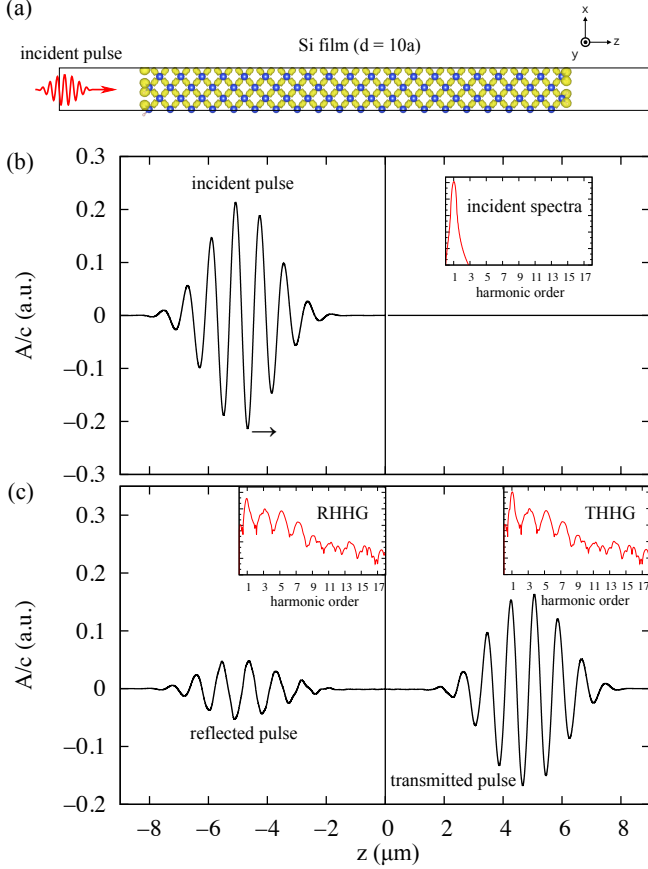 (a)
Si film (d = 10a)
incident pulse
x
y
z
(b)
0.3
0.2
0.1
0
−0.1
−0.2
−0.3
A/c (a.u.)
incident pulse
incident spectra
1 3 5 7 9 11 13 15 17
harmonic order
(c)
0.3
0.2
0.1
0
−0.1
−0.2
A/c (a.u.)
RHHG
1 3 5 7 9 11 13 15 17
harmonic order
THHG
1 3 5 7 9 11 13 15 17
harmonic order
reflected pulse
transmitted pulse
−8 −6 −4 −2 0 2 4 6 8
z (μm)